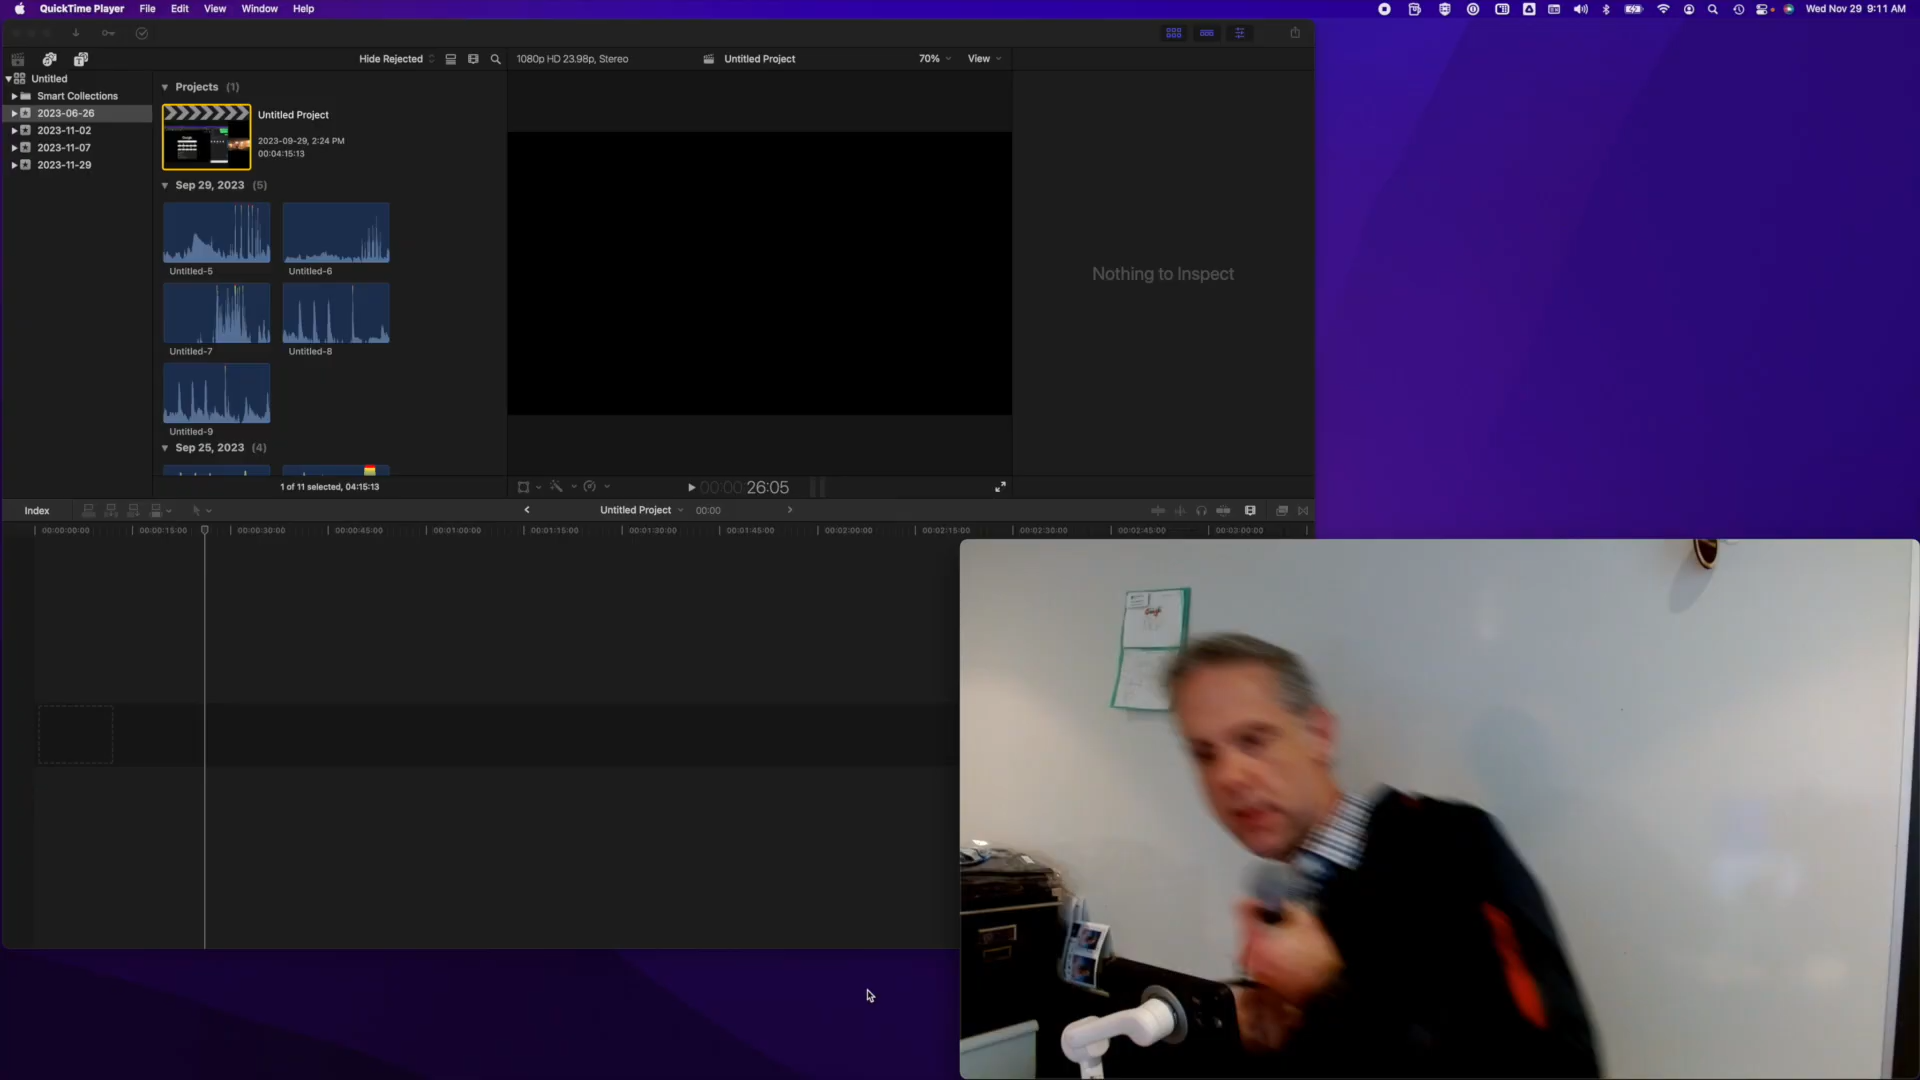 QuickTime Player File Edit View Window Help
Wed Nov 29 9:11 AM
Hide Rejected
1080p HD 23.98p, Stereo
Untitled Project
70%
View
Untitled
Smart Collections
2023-06-26
2023-11-02
2023-11-07
2023-11-29
Projects (1)
Untitled Project
2023-09-29, 2:24 PM
00:04:15:13
Sep 29, 2023 (5)
Untitled-5
Untitled-6
Untitled-7
Untitled-8
Untitled-9
Sep 25, 2023 (4)
1 of 11 selected, 04:15:13
Nothing to Inspect
00:00:00:26:05
Index
Untitled Project
00:00
00:00:00:00 00:00:15:00 00:00:30:00 00:00:45:00 00:01:00:00 00:01:15:00 00:01:30:00 00:01:45:00 00:02:00:00 00:02:15:00 00:02:30:00 00:02:45:00 00:03:00:00